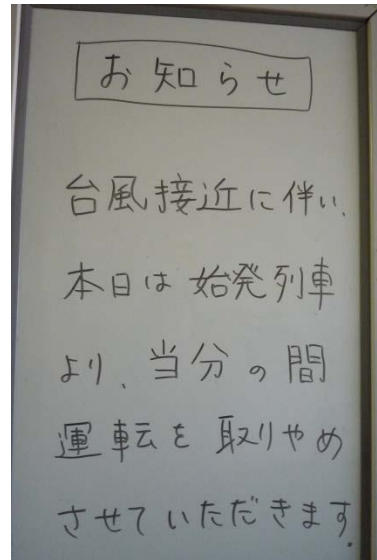 お知らせ
台風接近に伴い、
本日は始発列車
より、当分の間
運転を取りやめ
させていただきます。